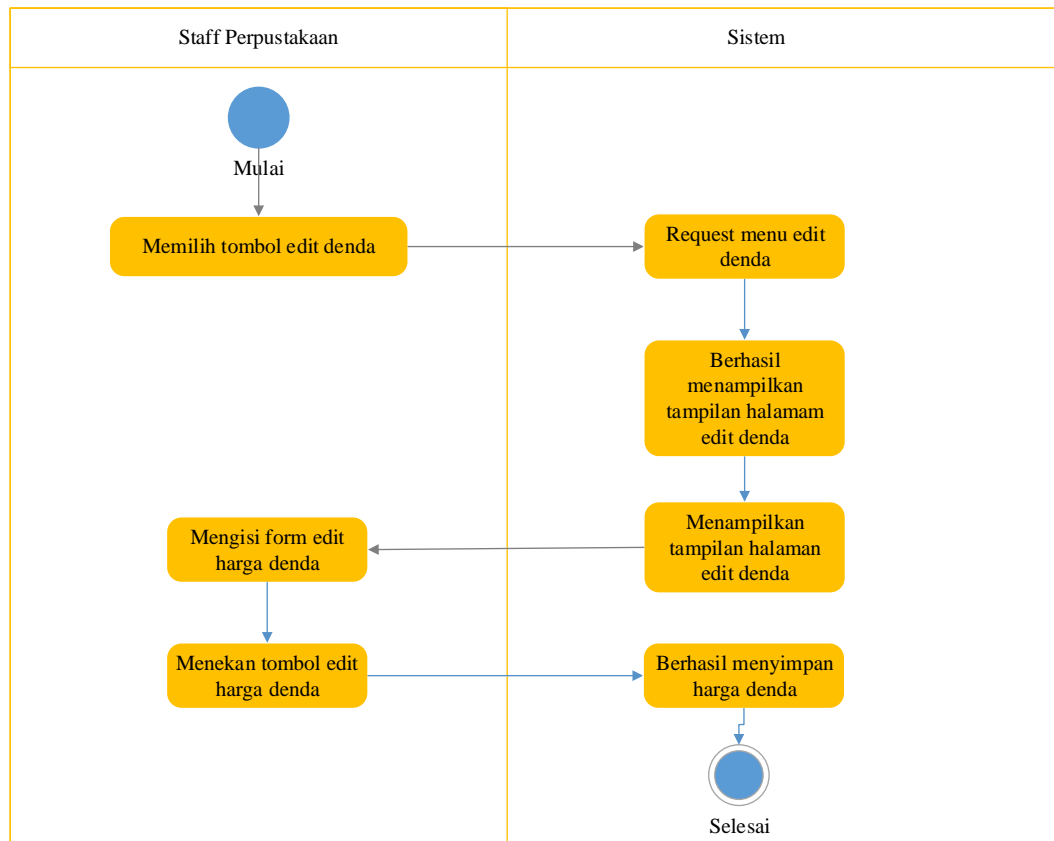 Staff Perpustakaan
Sistem
Mulai
Memilih tombol edit denda
Request menu edit
denda
Berhasil
menampilkan
tampilan halamam
edit denda
Menampilkan
tampilan halaman
edit denda
Mengisi form edit
harga denda
Menekan tombol edit
harga denda
Berhasil menyimpan
harga denda
Selesai